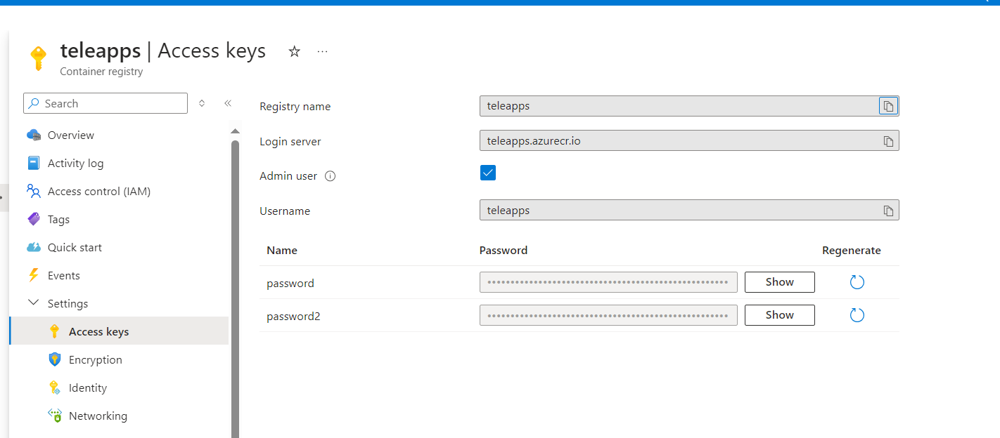 teleapps | Access keys
Container registry
Search
Overview
Activity log
Access control (IAM)
Tags
Quick start
Events
Settings
Access keys
Encryption
Identity
Networking
Registry name
teleapps
Login server
teleapps.azurecr.io
Admin user
Username
teleapps
Name Password Regenerate
password Show
password2 Show